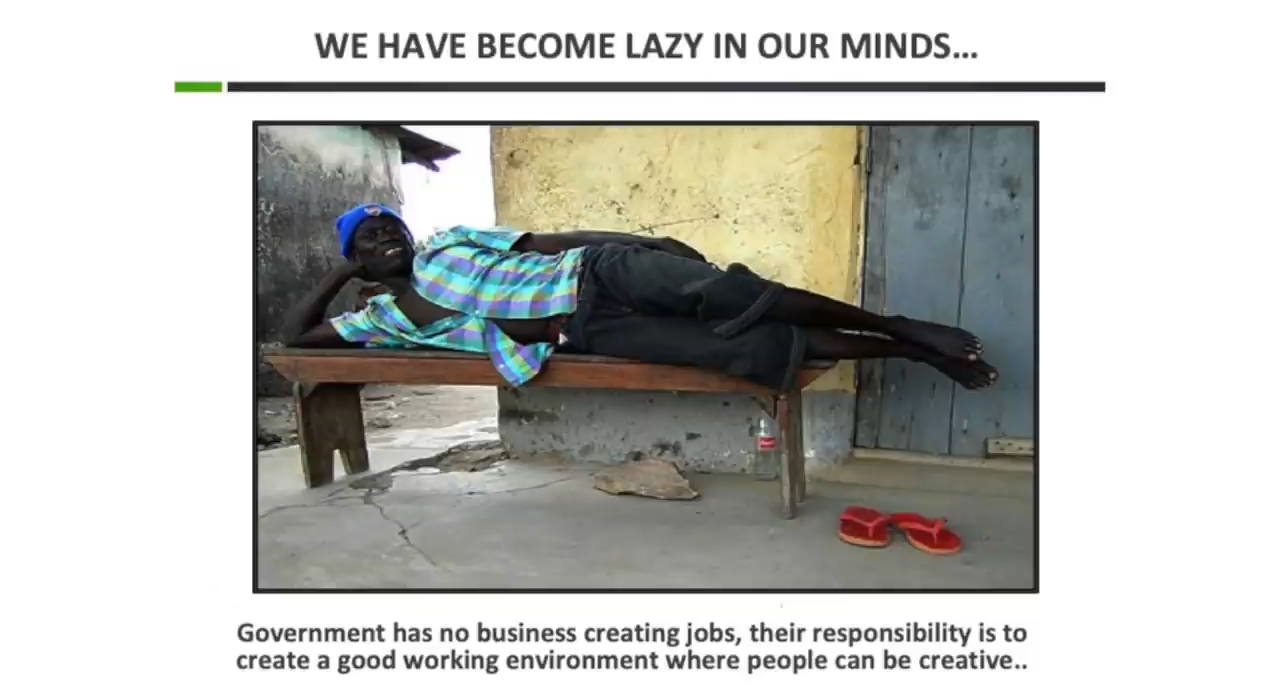 WE HAVE BECOME LAZY IN OUR MINDS...
Government has no business creating jobs, their responsibility is to
create a good working environment where people can be creative..